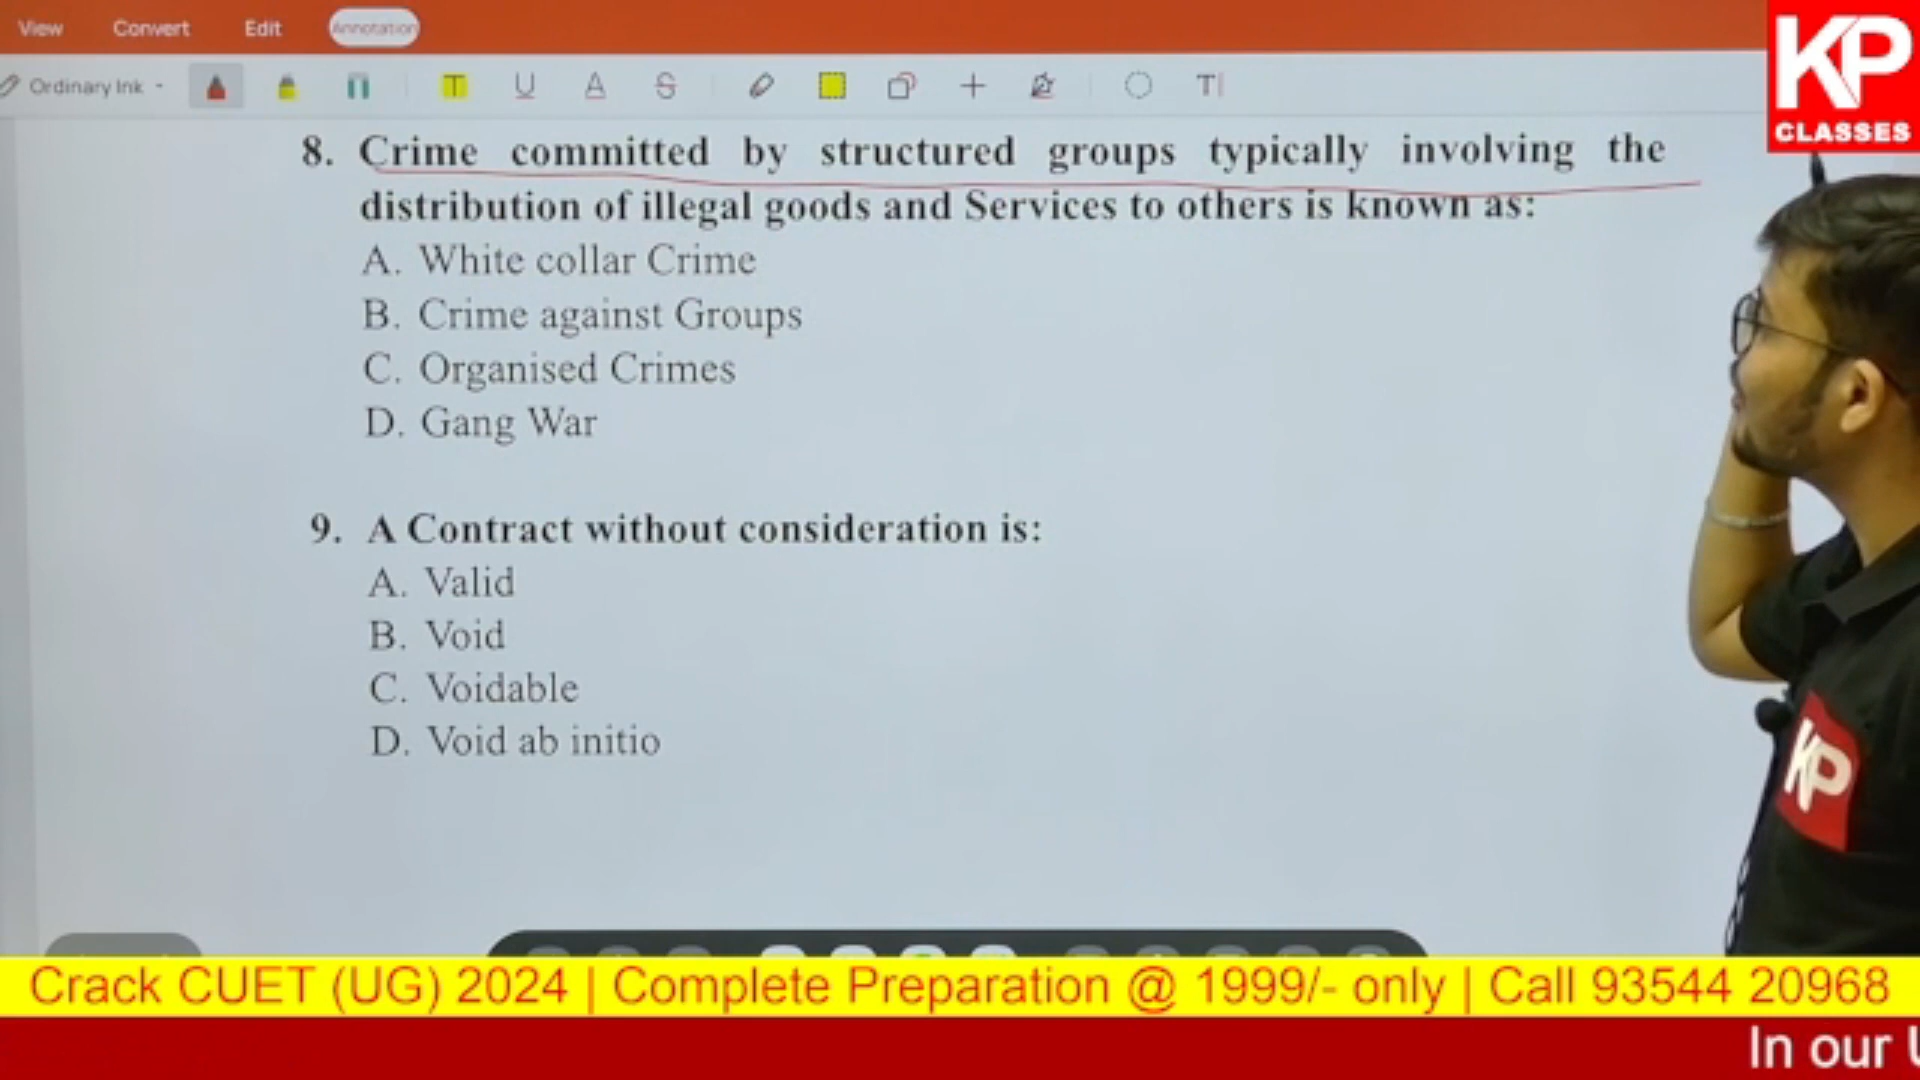 View Convert Edit Annotation
KP
CLASSES
Ordinary Ink
T U A S T
8. Crime committed by structured groups typically involving the
distribution of illegal goods and Services to others is known as:
A. White collar Crime
B. Crime against Groups
C. Organised Crimes
D. Gang War
9. A Contract without consideration is:
A. Valid
B. Void
C. Voidable
D. Void ab initio
KP
Crack CUET (UG) 2024 | Complete Preparation @ 1999/- only | Call 93544 20968
In our